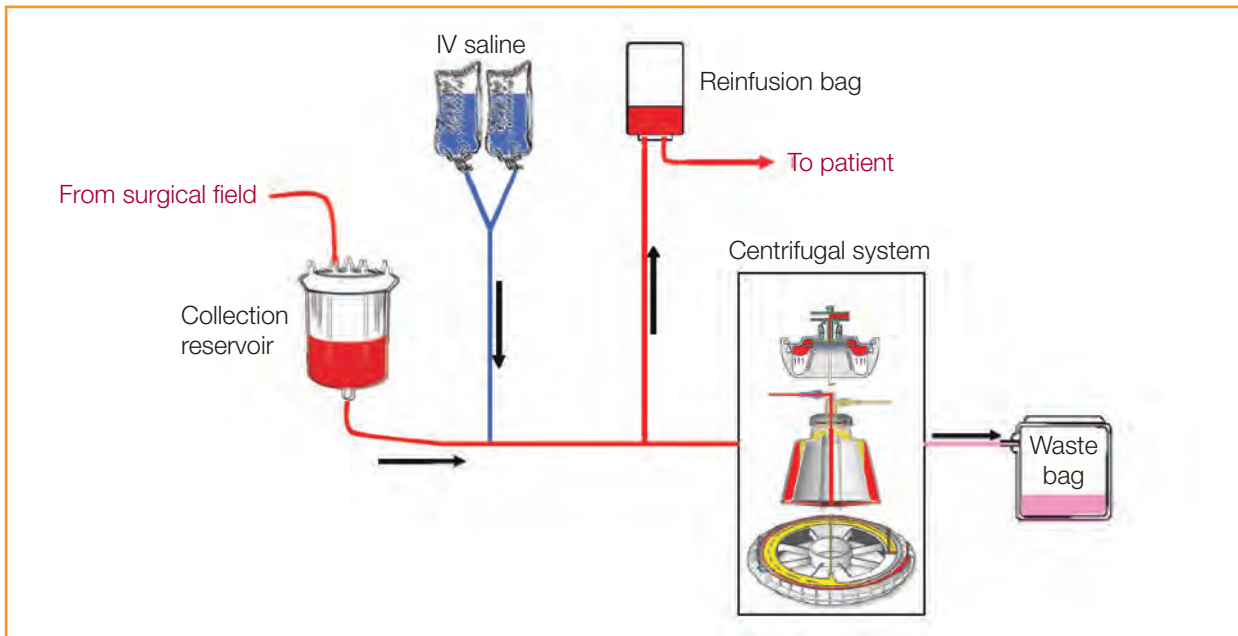 IV saline
Reinfusion bag
To patient
From surgical field
Centrifugal system
Collection
reservoir
Waste
bag